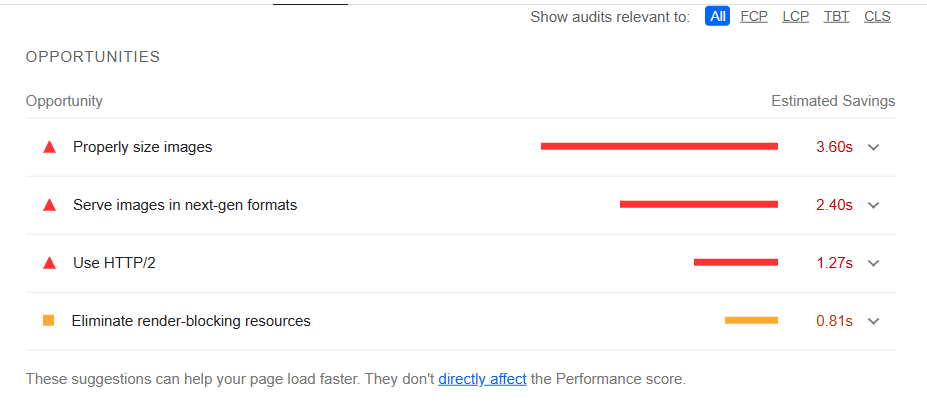 Show audits relevant to: All FCP LCP TBT CLS
OPPORTUNITIES
Opportunity Estimated Savings
Properly size images 3.60s
Serve images in next-gen formats 2.40s
Use HTTP/2 1.27s
Eliminate render-blocking resources 0.81s
These suggestions can help your page load faster. They don't directly affect the Performance score.